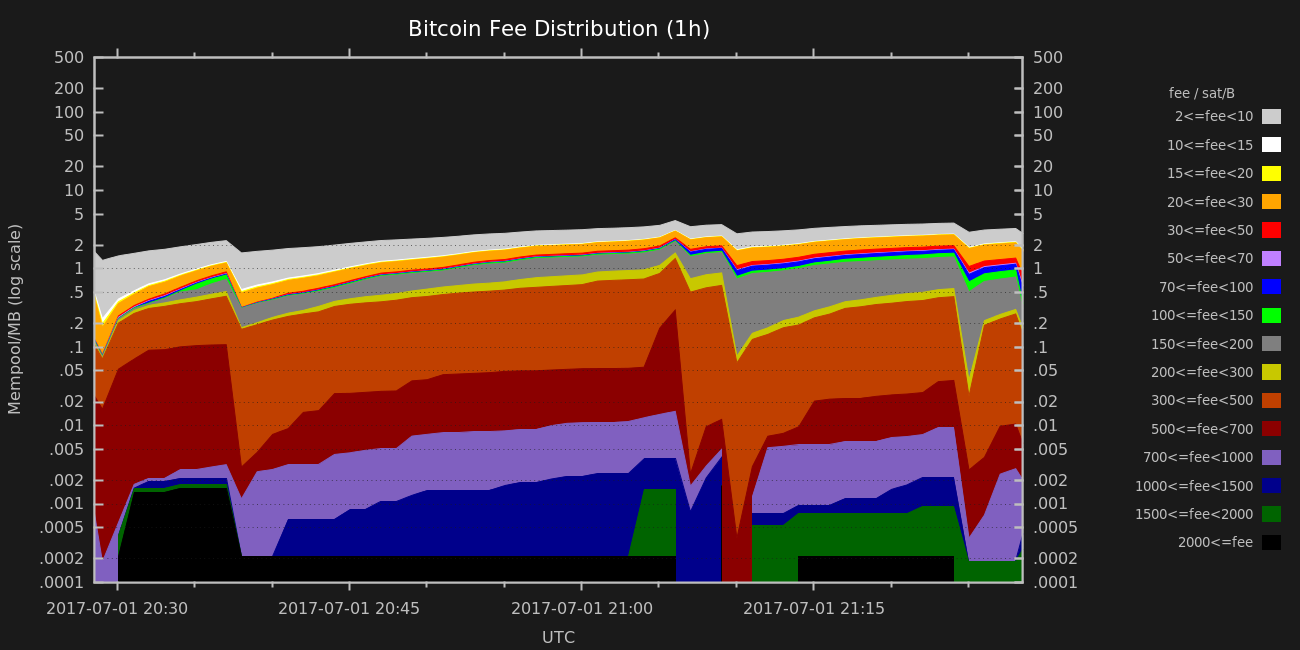 Bitcoin Fee Distribution (1h)
500
200
100
50
20
10
5
2
1
.5
.2
.1
.05
.02
.01
.005
.002
.001
.0005
.0002
.0001
Mempool/MB (log scale)
500
200
100
50
20
10
5
2
1
.5
.2
.1
.05
.02
.01
.005
.002
.001
.0005
.0002
.0001
2017-07-01 20:30
2017-07-01 20:45
2017-07-01 21:00
2017-07-01 21:15
UTC
fee / sat/B
2<=fee<10
10<=fee<15
15<=fee<20
20<=fee<30
30<=fee<50
50<=fee<70
70<=fee<100
100<=fee<150
150<=fee<200
200<=fee<300
300<=fee<500
500<=fee<700
700<=fee<1000
1000<=fee<1500
1500<=fee<2000
2000<=fee